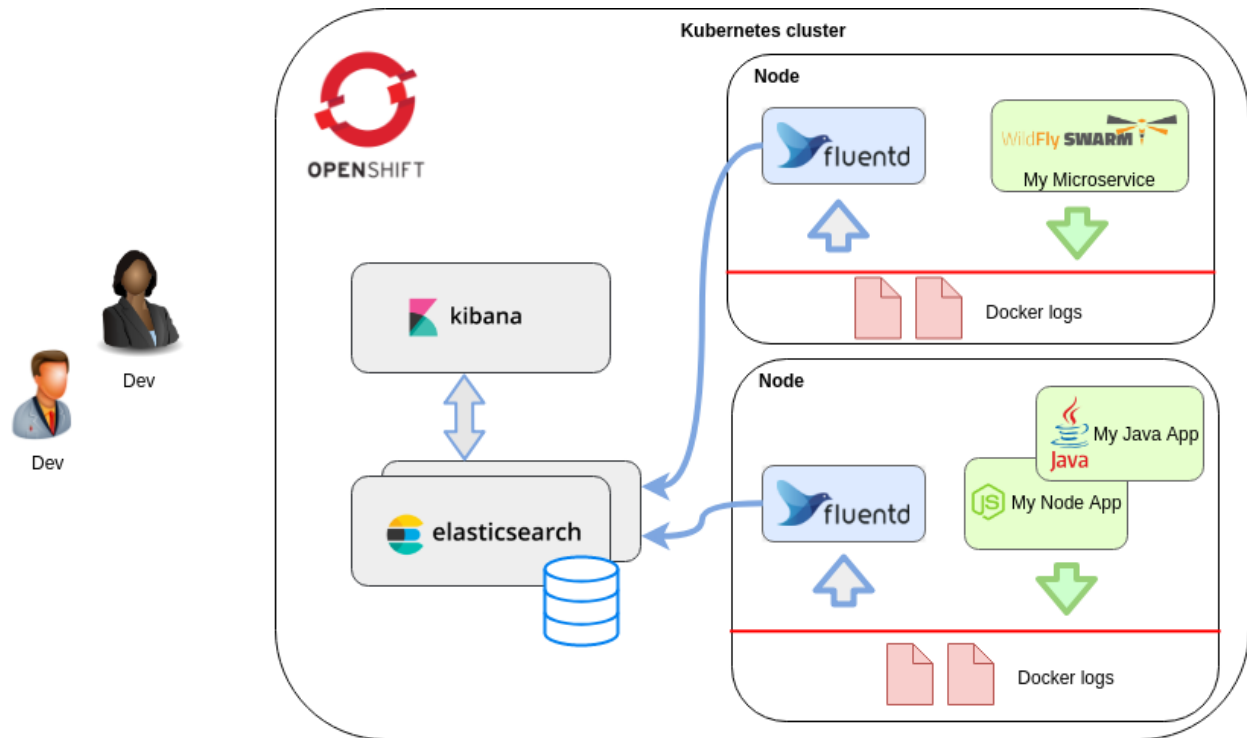 Kubernetes cluster
OPENSHIFT
Node
fluentd
WildFly SWARM
My Microservice
Docker logs
kibana
Dev
Dev
elasticsearch
Node
fluentd
Java
My Java App
JS
My Node App
Docker logs